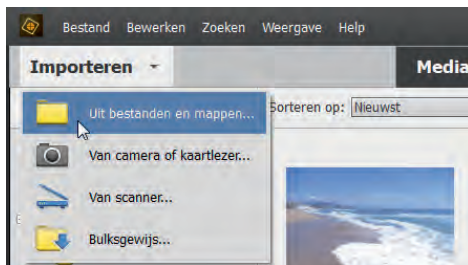 Bestand Bewerken Zoeken Weergave Help
Importeren Media
Uit bestanden en mappen... Sorteren op: Nieuwst
Van camera of kaartlezer...
Van scanner...
Bulksgewijs...